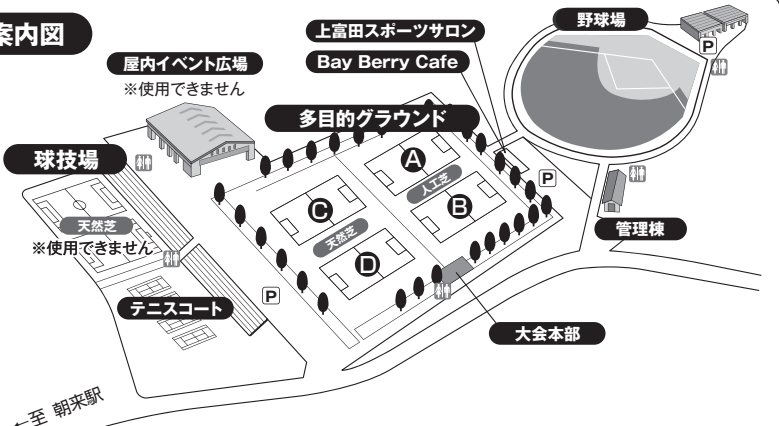 案内図
上富田スポーツサロン
Bay Berry Cafe
野球場
P
屋内イベント広場
※使用できません
多目的グラウンド
球技場
A
人工芝
B
P
C
天然芝
D
天然芝
※使用できません
管理棟
P
テニスコート
大会本部
←至 朝来駅